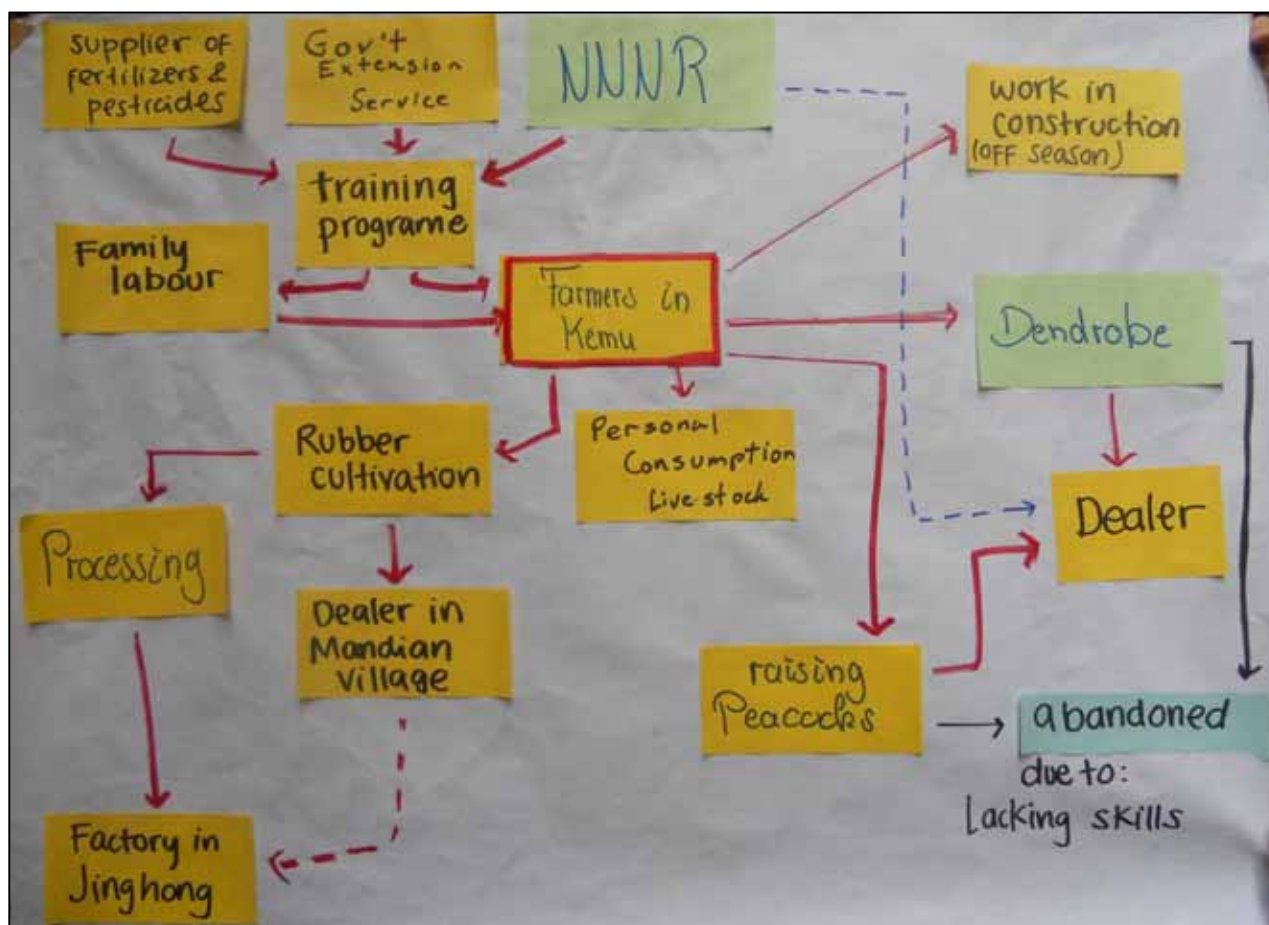 supplier of
fertilizers &
pesticides
Gov't
Extension
Service
NNNR
work in
construction
(OFF season)
training
programe
Family
labour
Farmers in
Kemu
Dendrobe
Rubber
cultivation
Personal
Consumption
Live stock
Processing
Dealer
Dealer in
Mandian
village
raising
Peacocks
abandoned
due to:
Lacking skills
Factory in
Jinghong